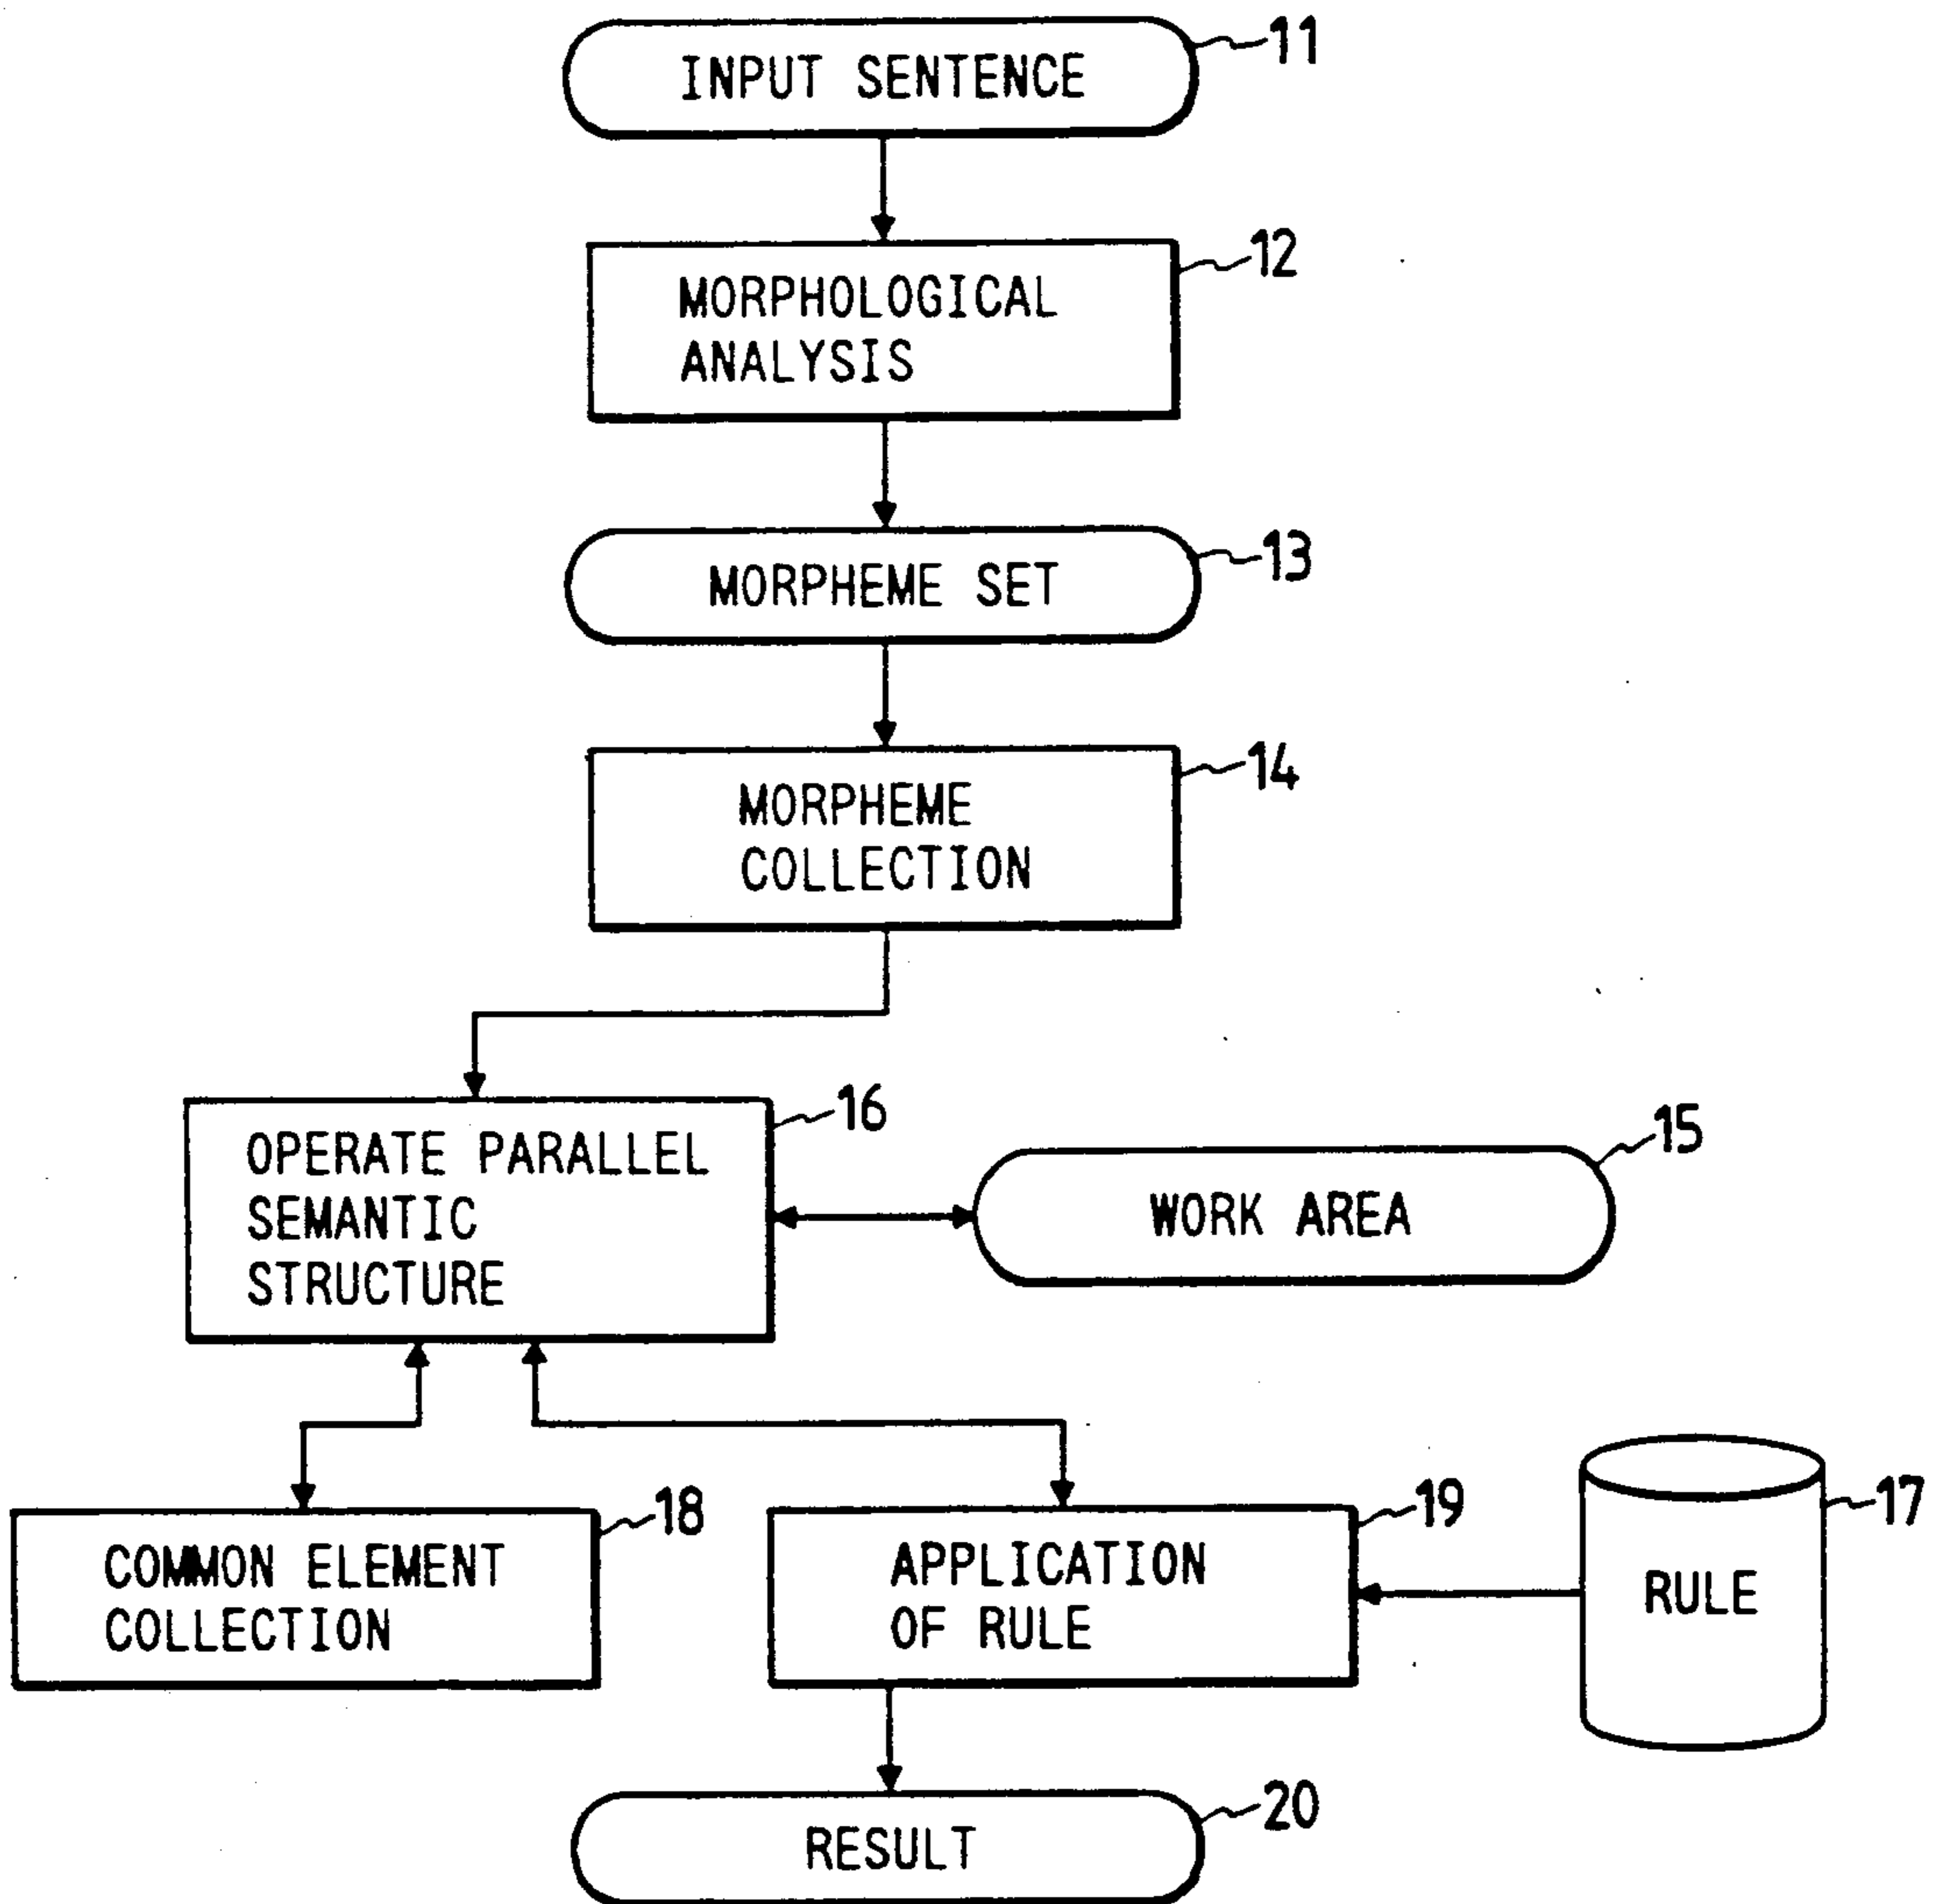 11
INPUT SENTENCE
12
MORPHOLOGICAL
ANALYSIS
13
MORPHEME SET
14
MORPHEME
COLLECTION
16
OPERATE PARALLEL
SEMANTIC
STRUCTURE
15
WORK AREA
18
COMMON ELEMENT
COLLECTION
19
APPLICATION
OF RULE
17
RULE
20
RESULT